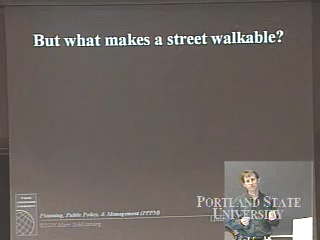 But what makes a street walkable?
Planning, Public Policy, & Management (PPPM)
PORTLAND STATE
UNIVERSITY